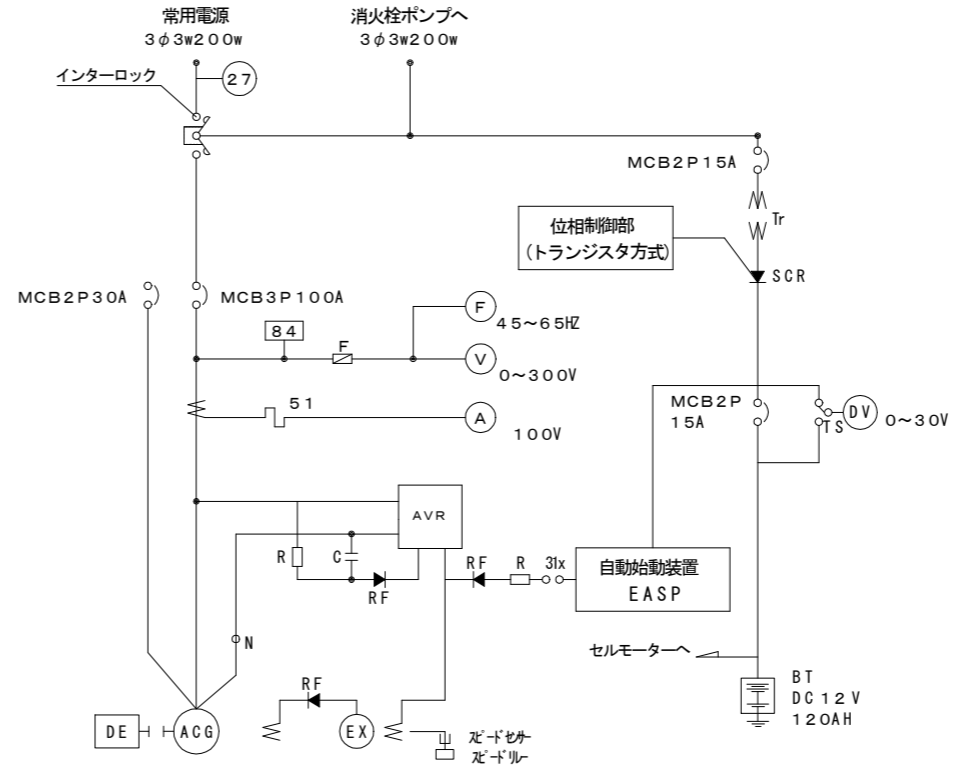 常用電源
3φ3w200w
消火栓ポンプへ
3φ3w200w
インターロック
27
MCB2P15A
Tr
位相制御部
(トランジスタ方式)
SCR
MCB2P30A
MCB3P100A
84
F
F
45～65HZ
V
0～300V
51
A
100V
MCB2P
15A
TS
DV
0～30V
AVR
R
C
RF
RF
R
31x
自動始動装置
EASP
N
セルモーターへ
BT
DC12V
120AH
DE
ACG
RF
EX
スピードセサー
スピードリレー